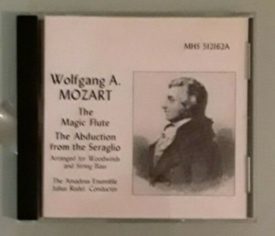 MHS 512162A
Wolfgang A.
MOZART
The
Magic Flute
The Abduction
from the Seraglio
Arranged for Woodwinds
and String Bass
The Amadeus Ensemble
Julius Rudel, Conductor